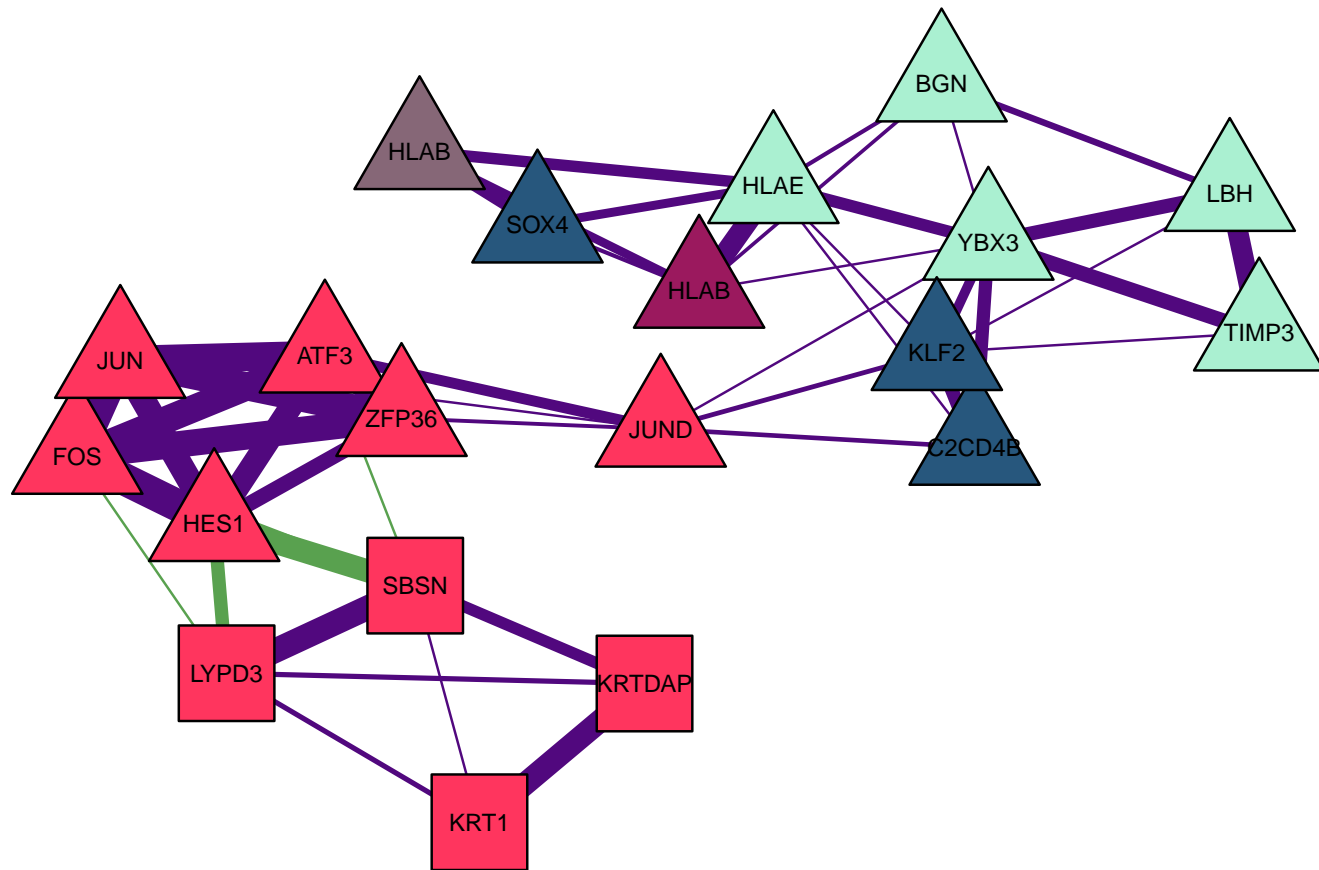 BGN
HLAB
HLAE
LBH
SOX4
YBX3
HLAB
TIMP3
JUN
ATF3
KLF2
ZFP36
JUND
FOS
C2CD4B
HES1
SBSN
LYPD3
KRTDAP
KRT1